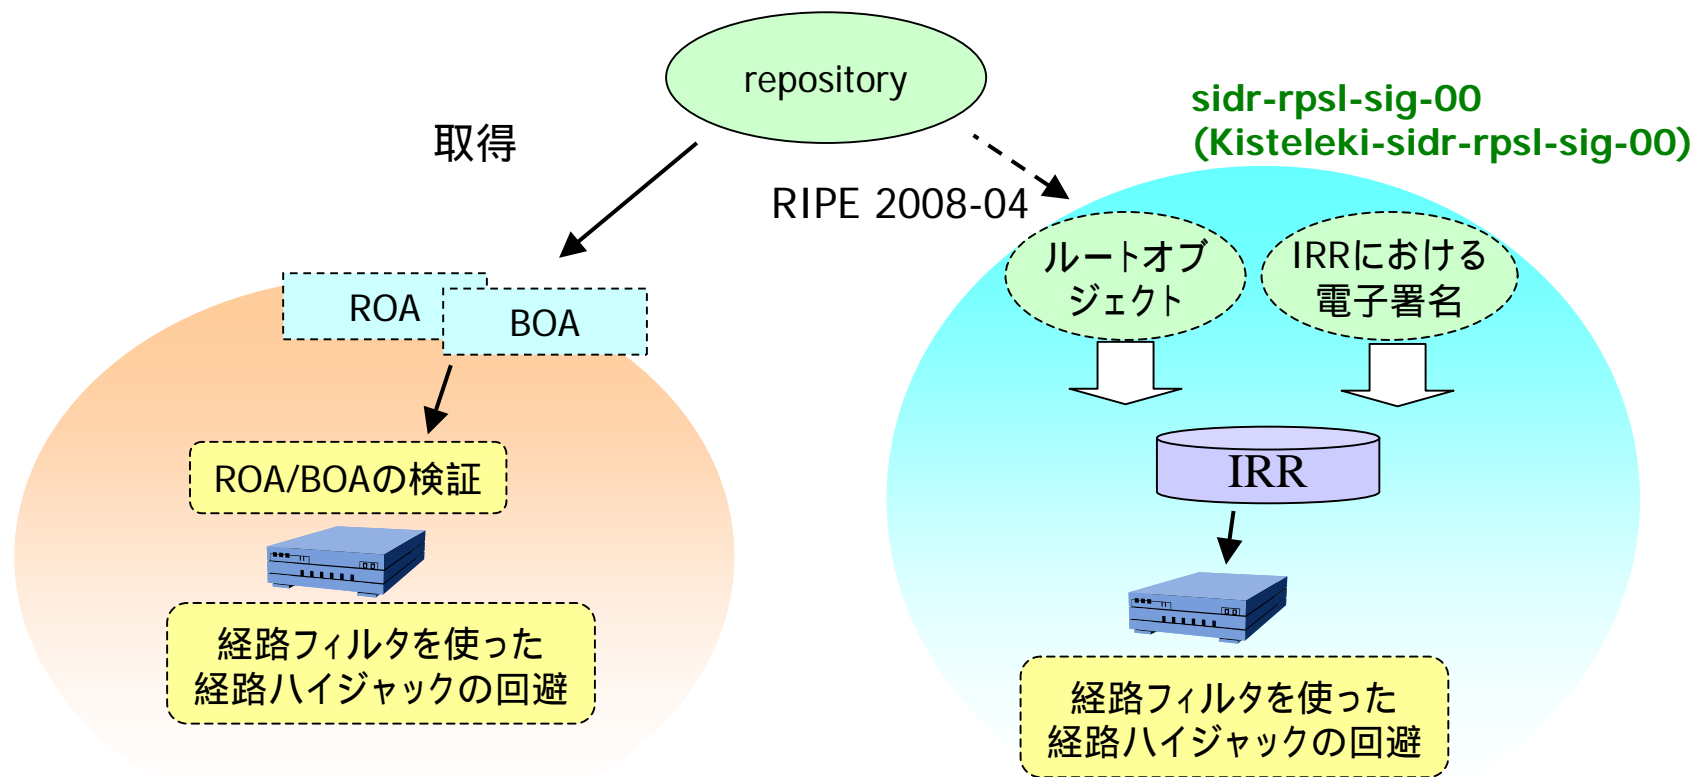 repository
sidr-rpsl-sig-00
(Kisteleki-sidr-rpsl-sig-00)
取得
RIPE 2008-04
ルートオブ
ジェクト
IRRにおける
電子署名
ROA
BOA
IRR
ROA/BOAの検証
経路フィルタを使った
経路ハイジャックの回避
経路フィルタを使った
経路ハイジャックの回避